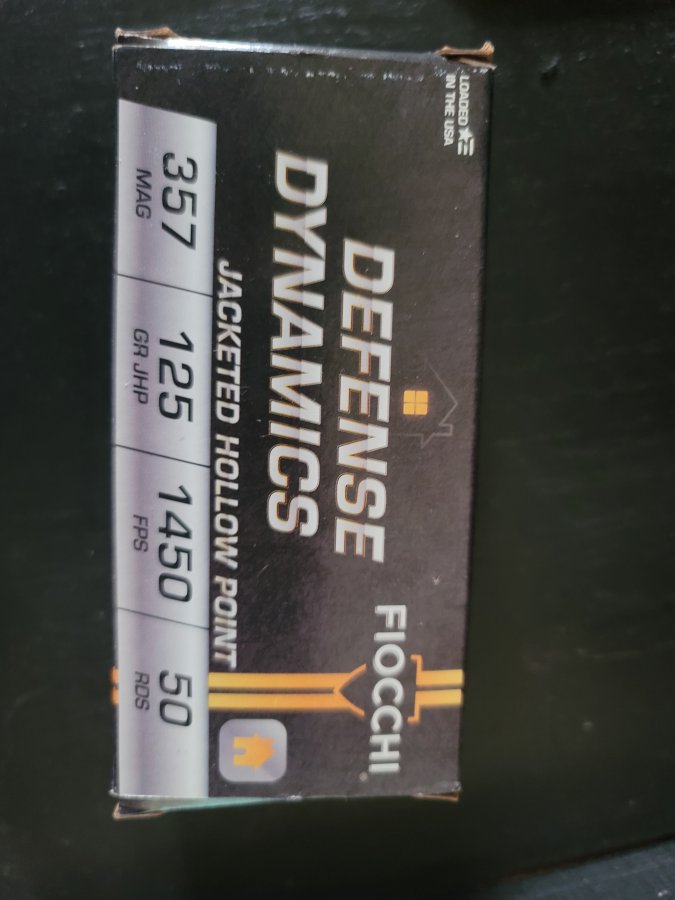 LOADED
IN THE USA
DEFENSE
DYNAMICS
JACKETED HOLLOW POINT
FIOCCHI
357
MAG
125
GR JHP
1450
FPS
50
RDS